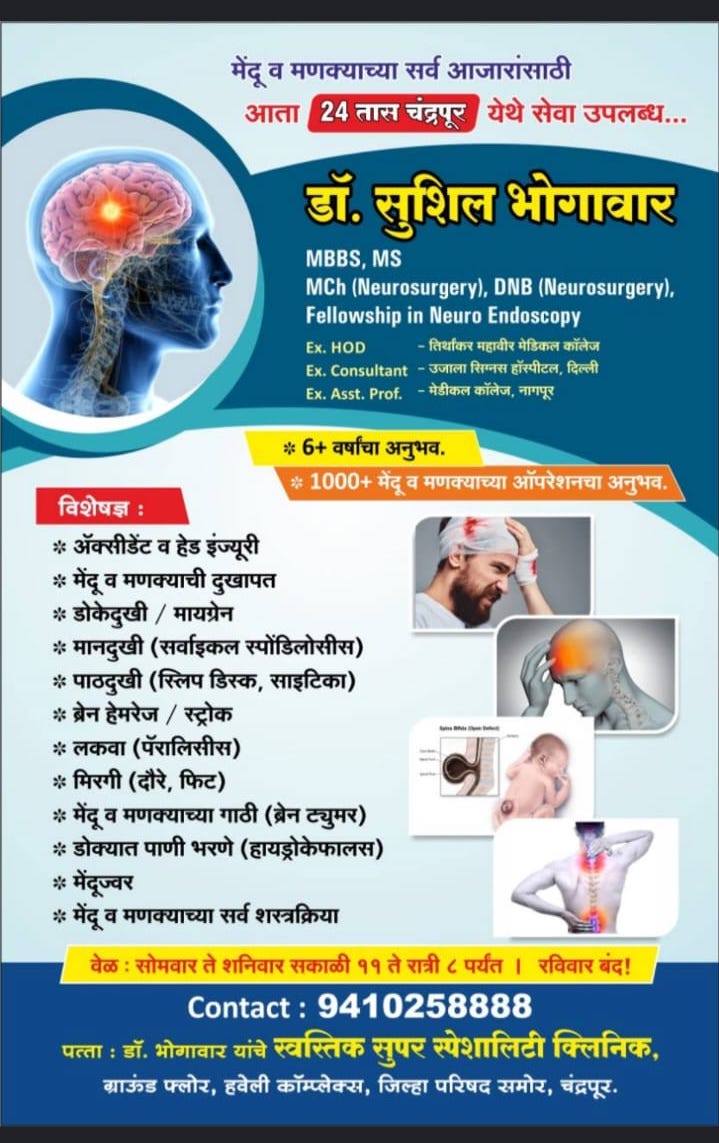 मेंदू व मणक्याच्या सर्व आजारांसाठी
आता 24 तास चंद्रपूर येथे सेवा उपलब्ध...
डॉ. सुशिल भोगावार
MBBS, MS
MCh (Neurosurgery), DNB (Neurosurgery),
Fellowship in Neuro Endoscopy
Ex. HOD - तिर्थांकर महावीर मेडिकल कॉलेज
Ex. Consultant - उजाला सिग्नस हॉस्पीटल, दिल्ली
Ex. Asst. Prof. - मेडीकल कॉलेज, नागपूर
* 6+ वर्षांचा अनुभव.
* 1000+ मेंदू व मणक्याच्या ऑपरेशनचा अनुभव.
विशेषज्ञ :
* ॲक्सीडेंट व हेड इंज्यूरी
* मेंदू व मणक्याची दुखापत
* डोकेदुखी / मायग्रेन
* मानदुखी (सर्वाइकल स्पोंडिलोसीस)
* पाठदुखी (स्लिप डिस्क, साइटिका)
* ब्रेन हेमरेज / स्ट्रोक
* लकवा (पॅरालिसीस)
* मिरगी (दौरे, फिट)
* मेंदू व मणक्याच्या गाठी (ब्रेन ट्युमर)
* डोक्यात पाणी भरणे (हायड्रोकेफालस)
* मेंदूज्वर
* मेंदू व मणक्याच्या सर्व शस्त्रक्रिया
Spina Bifida (Open Defect)
वेळ : सोमवार ते शनिवार सकाळी ११ ते रात्री ८ पर्यंत । रविवार बंद!
Contact : 9410258888
पत्ता : डॉ. भोगावार यांचे स्वस्तिक सुपर स्पेशालिटी क्लिनिक,
ग्राऊंड फ्लोर, हवेली कॉम्प्लेक्स, जिल्हा परिषद समोर, चंद्रपूर.